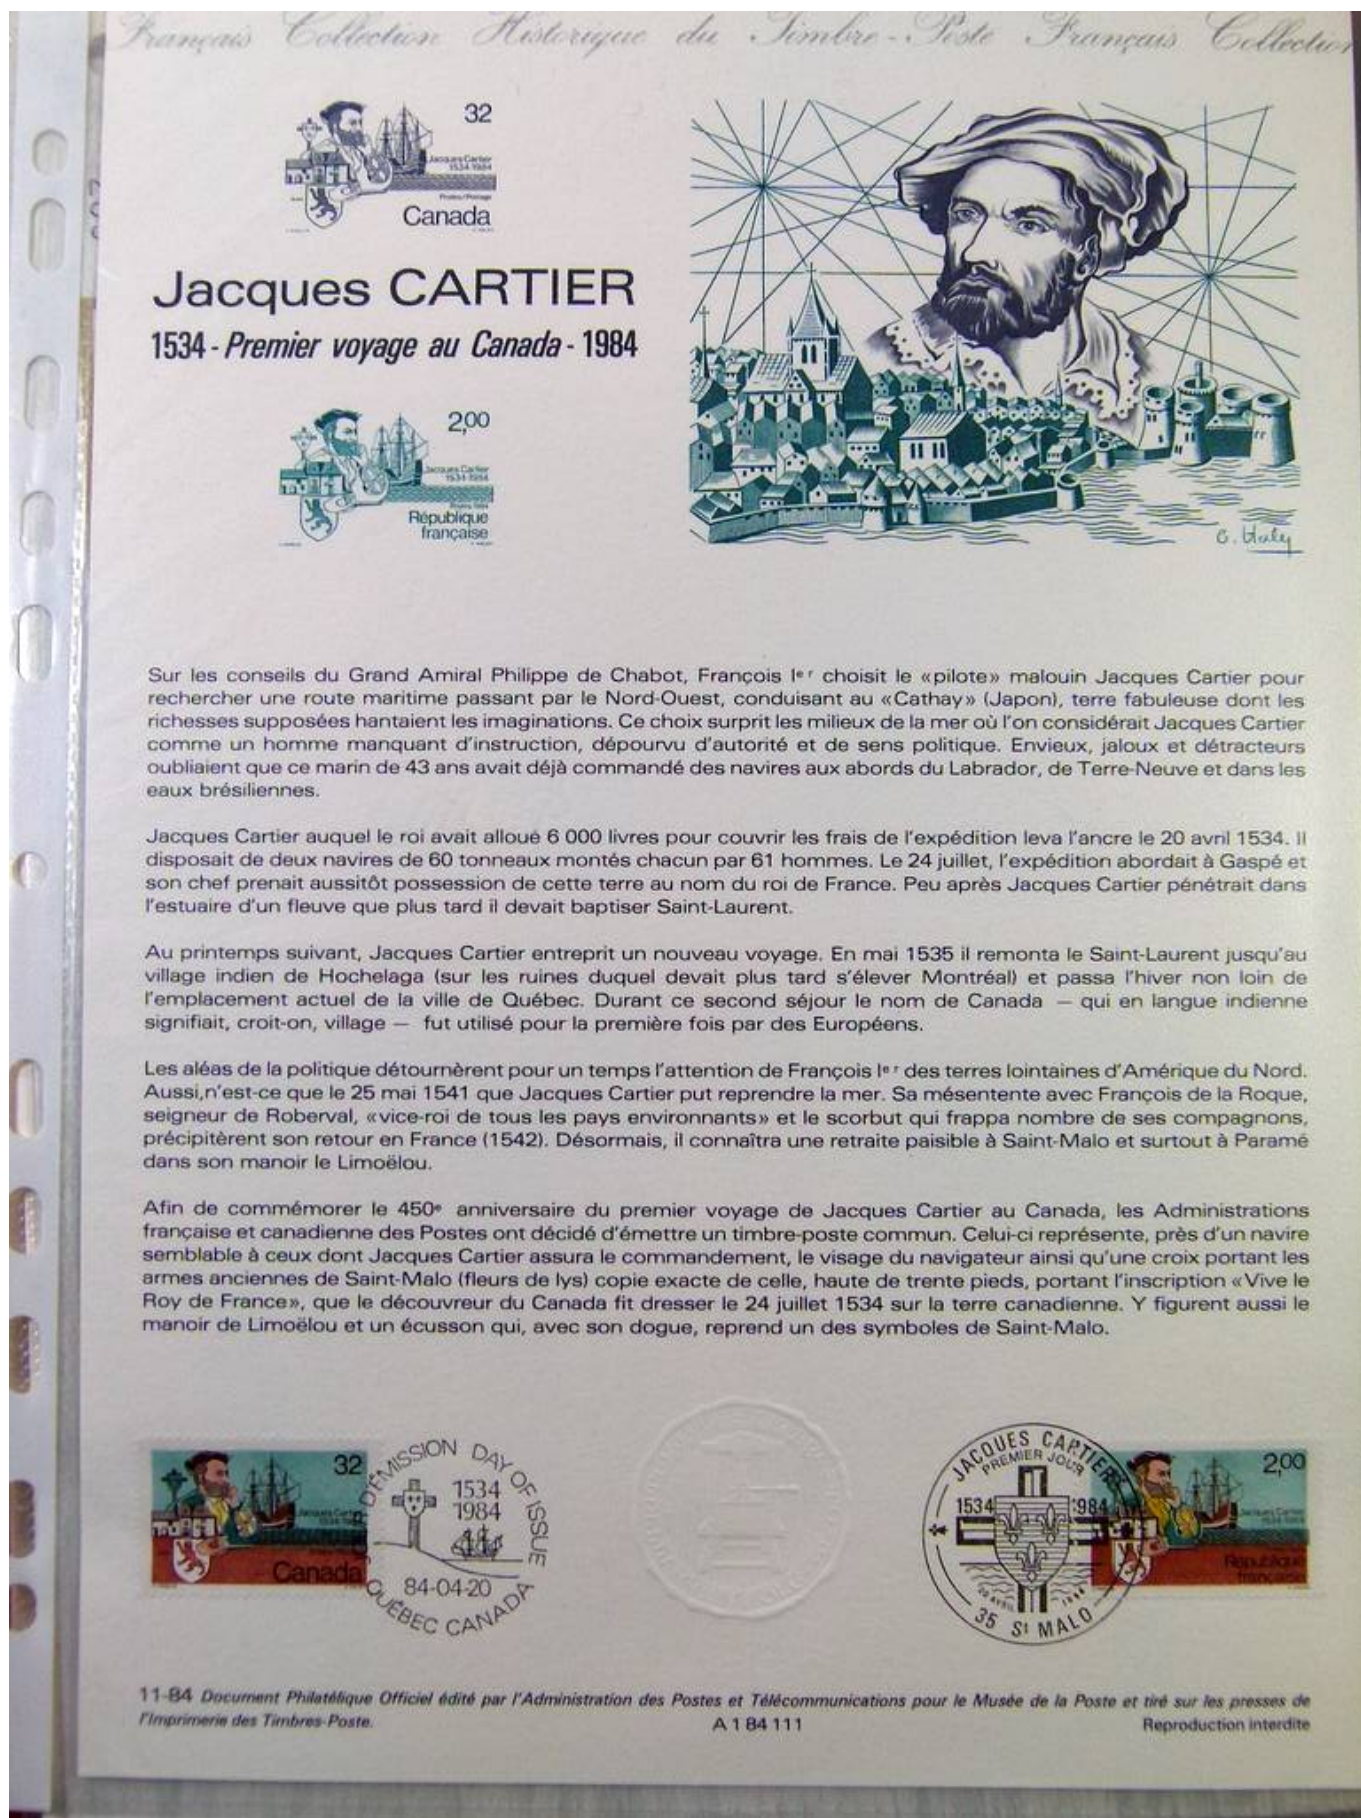 Français Collection Historique du Timbre-Poste Français Collection
32
Jacques Cartier
1534-1984
Postes/Postage
Canada
Jacques CARTIER
1534 - Premier voyage au Canada - 1984
2,00
Jacques Cartier
1534-1984
Postes 1984
République
française
C. Haley
Sur les conseils du Grand Amiral Philippe de Chabot, François Ier choisit le «pilote» malouin Jacques Cartier pour
rechercher une route maritime passant par le Nord-Ouest, conduisant au «Cathay» (Japon), terre fabuleuse dont les
richesses supposées hantaient les imaginations. Ce choix surprit les milieux de la mer où l'on considérait Jacques Cartier
comme un homme manquant d'instruction, dépourvu d'autorité et de sens politique. Envieux, jaloux et détracteurs
oubliaient que ce marin de 43 ans avait déjà commandé des navires aux abords du Labrador, de Terre-Neuve et dans les
eaux brésiliennes.
Jacques Cartier auquel le roi avait alloué 6 000 livres pour couvrir les frais de l'expédition leva l'ancre le 20 avril 1534. Il
disposait de deux navires de 60 tonneaux montés chacun par 61 hommes. Le 24 juillet, l'expédition abordait à Gaspé et
son chef prenait aussitôt possession de cette terre au nom du roi de France. Peu après Jacques Cartier pénétrait dans
l'estuaire d'un fleuve que plus tard il devait baptiser Saint-Laurent.
Au printemps suivant, Jacques Cartier entreprit un nouveau voyage. En mai 1535 il remonta le Saint-Laurent jusqu'au
village indien de Hochelaga (sur les ruines duquel devait plus tard s'élever Montréal) et passa l'hiver non loin de
l'emplacement actuel de la ville de Québec. Durant ce second séjour le nom de Canada — qui en langue indienne
signifiait, croit-on, village — fut utilisé pour la première fois par des Européens.
Les aléas de la politique détournèrent pour un temps l'attention de François Ier des terres lointaines d'Amérique du Nord.
Aussi,n'est-ce que le 25 mai 1541 que Jacques Cartier put reprendre la mer. Sa mésentente avec François de la Roque,
seigneur de Roberval, «vice-roi de tous les pays environnants» et le scorbut qui frappa nombre de ses compagnons,
précipitèrent son retour en France (1542). Désormais, il connaîtra une retraite paisible à Saint-Malo et surtout à Paramé
dans son manoir le Limoëlou.
Afin de commémorer le 450e anniversaire du premier voyage de Jacques Cartier au Canada, les Administrations
française et canadienne des Postes ont décidé d'émettre un timbre-poste commun. Celui-ci représente, près d'un navire
semblable à ceux dont Jacques Cartier assura le commandement, le visage du navigateur ainsi qu'une croix portant les
armes anciennes de Saint-Malo (fleurs de lys) copie exacte de celle, haute de trente pieds, portant l'inscription «Vive le
Roy de France», que le découvreur du Canada fit dresser le 24 juillet 1534 sur la terre canadienne. Y figurent aussi le
manoir de Limoëlou et un écusson qui, avec son dogue, reprend un des symboles de Saint-Malo.
32
Jacques Cartier
1534-1984
Canada
D'ÉMISSION DAY OF ISSUE
1534
1984
84-04-20
QUÉBEC CANADA
JACQUES CARTIER
PREMIER JOUR
1534 1984
20 AVRIL 1984
35 St MALO
2,00
Jacques Cartier
1534-1984
République
française
11-84 Document Philatélique Officiel édité par l'Administration des Postes et Télécommunications pour le Musée de la Poste et tiré sur les presses de
l'Imprimerie des Timbres-Poste.
A 1 84 111
Reproduction interdite